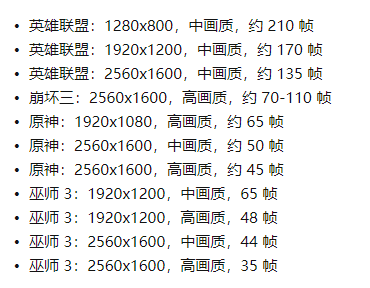 • 英雄联盟：1280x800，中画质，约 210 帧
• 英雄联盟：1920x1200，中画质，约 170 帧
• 英雄联盟：2560x1600，中画质，约 135 帧
• 崩坏三：2560x1600，高画质，约 70-110 帧
• 原神：1920x1080，高画质，约 65 帧
• 原神：2560x1600，中画质，约 50 帧
• 原神：2560x1600，高画质，约 45 帧
• 巫师 3：1920x1200，中画质，65 帧
• 巫师 3：1920x1200，高画质，48 帧
• 巫师 3：2560x1600，中画质，44 帧
• 巫师 3：2560x1600，高画质，35 帧